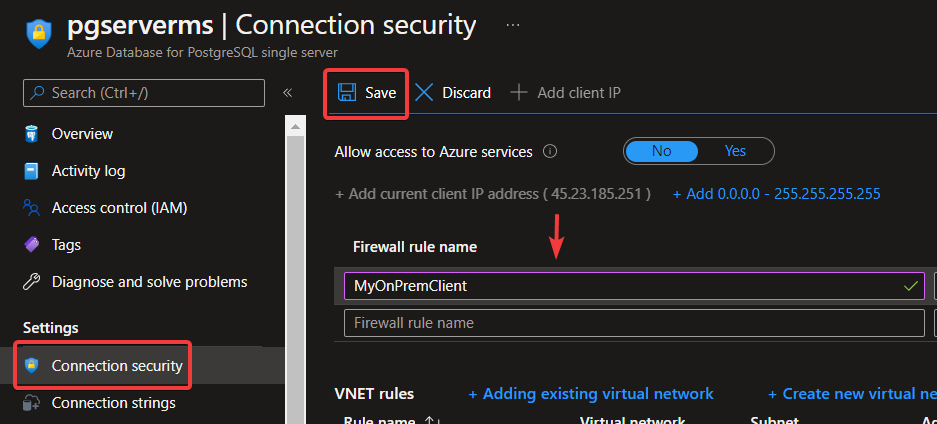 pgserverms | Connection security ...
Azure Database for PostgreSQL single server
Search (Ctrl+/)
«
Overview
Activity log
Access control (IAM)
Tags
Diagnose and solve problems
Settings
Connection security
Connection strings
Save
Discard
Add client IP
Allow access to Azure services
No
Yes
+ Add current client IP address ( 45.23.185.251 )
+ Add 0.0.0.0 - 255.255.255.255
Firewall rule name
MyOnPremClient
Firewall rule name
VNET rules
+ Adding existing virtual network
+ Create new virtual ne
Rule name
Virtual network
Subnet